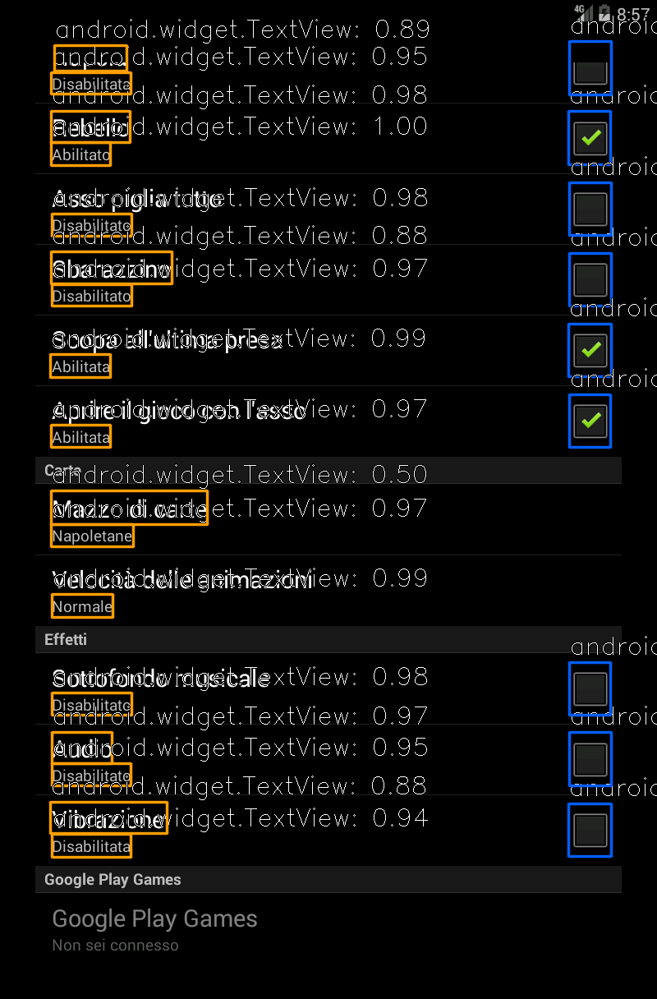 4G 8:57
android.widget.TextView: 0.89
android
android.widget.TextView: 0.95
Disabilitata
android.widget.TextView: 0.98
android
Rebello
android.widget.TextView: 1.00
Abilitato
android
Asso piglia tutto
android.widget.TextView: 0.98
Disabilitato
android.widget.TextView: 0.88
android
Sbarazzino
android.widget.TextView: 0.97
Disabilitato
android
Scopa all'ultima presa
android.widget.TextView: 0.99
Abilitata
android
Aprire il gioco con l'asso
android.widget.TextView: 0.97
Abilitata
Carte
android.widget.TextView: 0.50
Mazzo di carte
android.widget.TextView: 0.97
Napoletane
Velocità delle animazioni
android.widget.TextView: 0.99
Normale
Effetti
android
Sottofondo musicale
android.widget.TextView: 0.98
Disabilitato
android.widget.TextView: 0.97
android
Audio
android.widget.TextView: 0.95
Disabilitato
android.widget.TextView: 0.88
android
Vibrazione
android.widget.TextView: 0.94
Disabilitata
Google Play Games
Google Play Games
Non sei connesso